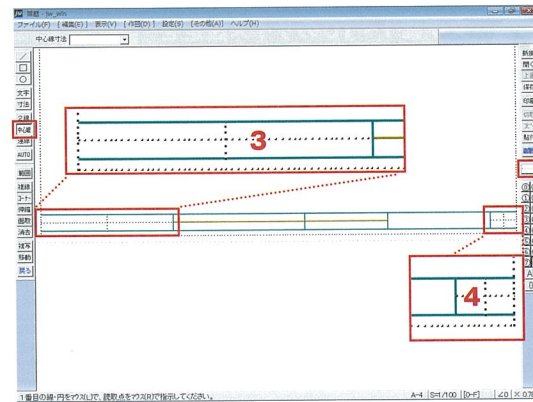 無題 - jw_win
ファイル(F) [編集(E)] 表示(V) [作図(D)] 設定(S) [その他(A)] ヘルプ(H)
中心線寸法
文字
寸法
2線
中心線
連線
AUTO
範囲
複線
コーナー
伸縮
面取
消去
複写
移動
戻る
3
4
1番目の線・円をマウス(L)で、読取点をマウス(R)で指示してください。
A-4 S=1/100 [0-F] ∠0